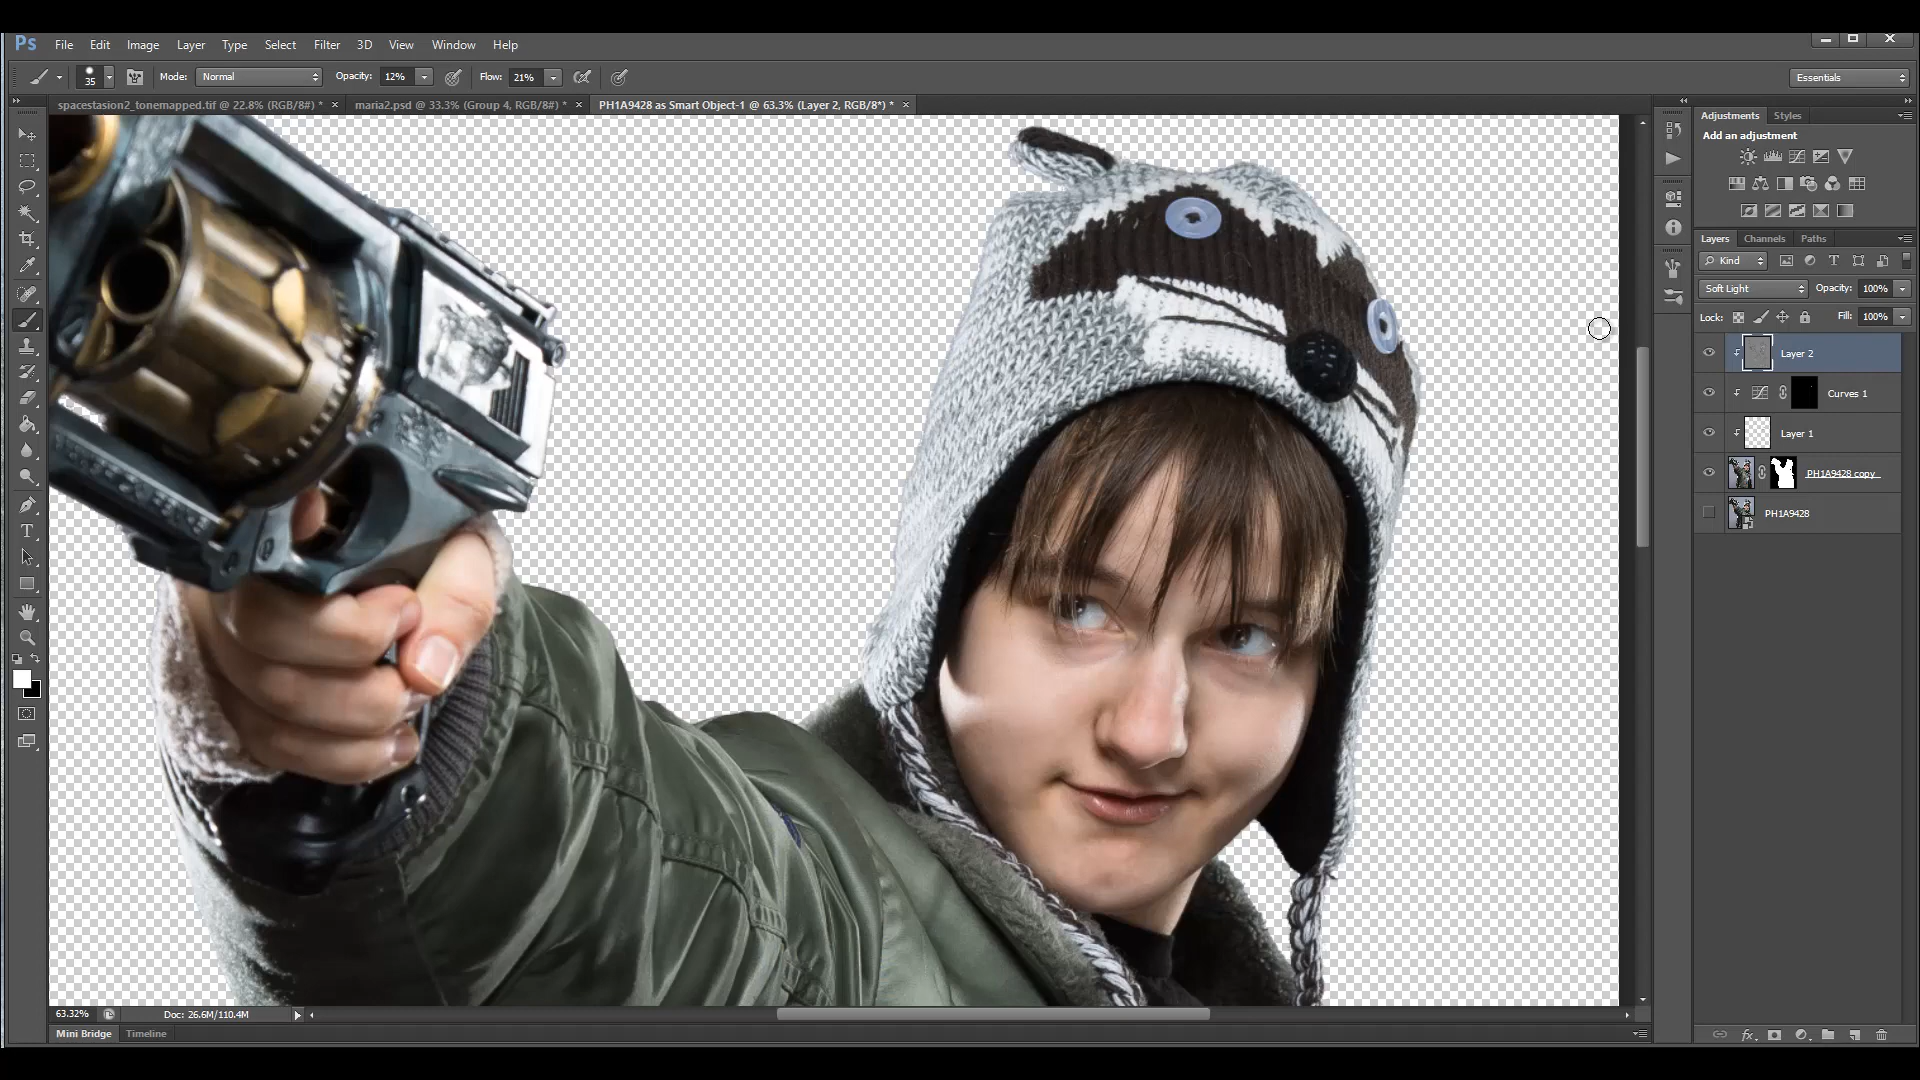 Ps File Edit Image Layer Type Select Filter 3D View Window Help
35 Mode: Normal Opacity: 12% Flow: 21% Essentials
spacestasion2_tonemapped.tif @ 22.8% (RGB/8#) * × maria2.psd @ 33.3% (Group 4, RGB/8#) * × PH1A9428 as Smart Object-1 @ 63.3% (Layer 2, RGB/8*) * ×
Adjustments Styles
Add an adjustment
Layers Channels Paths
Kind
Soft Light Opacity: 100%
Lock: Fill: 100%
Layer 2
Curves 1
Layer 1
PH1A9428 copy
PH1A9428
63.32% Doc: 26.6M/110.4M
Mini Bridge Timeline